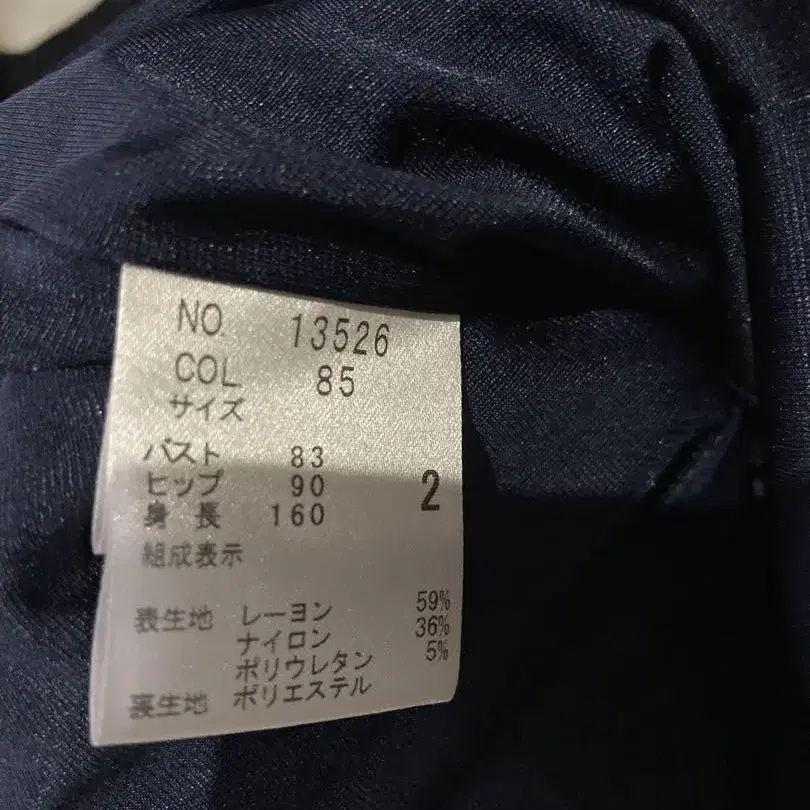 NO. 13526
COL 85
サイズ
バスト 83
ヒップ 90 2
身長 160
組成表示
表生地 レーヨン 59%
ナイロン 36%
ポリウレタン 5%
裏生地 ポリエステル